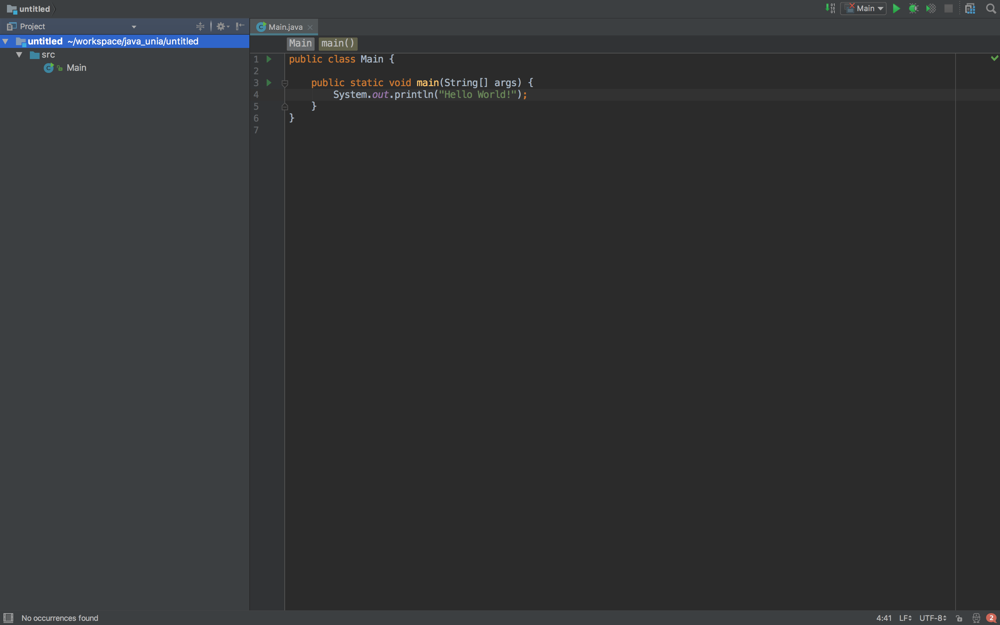 untitled
Main
Project
Main.java
untitled ~/workspace/java_unia/untitled
src
Main
Main main()
1 public class Main {
2
3     public static void main(String[] args) {
4         System.out.println("Hello World!");
5     }
6 }
7
No occurrences found
4:41 LF UTF-8 2